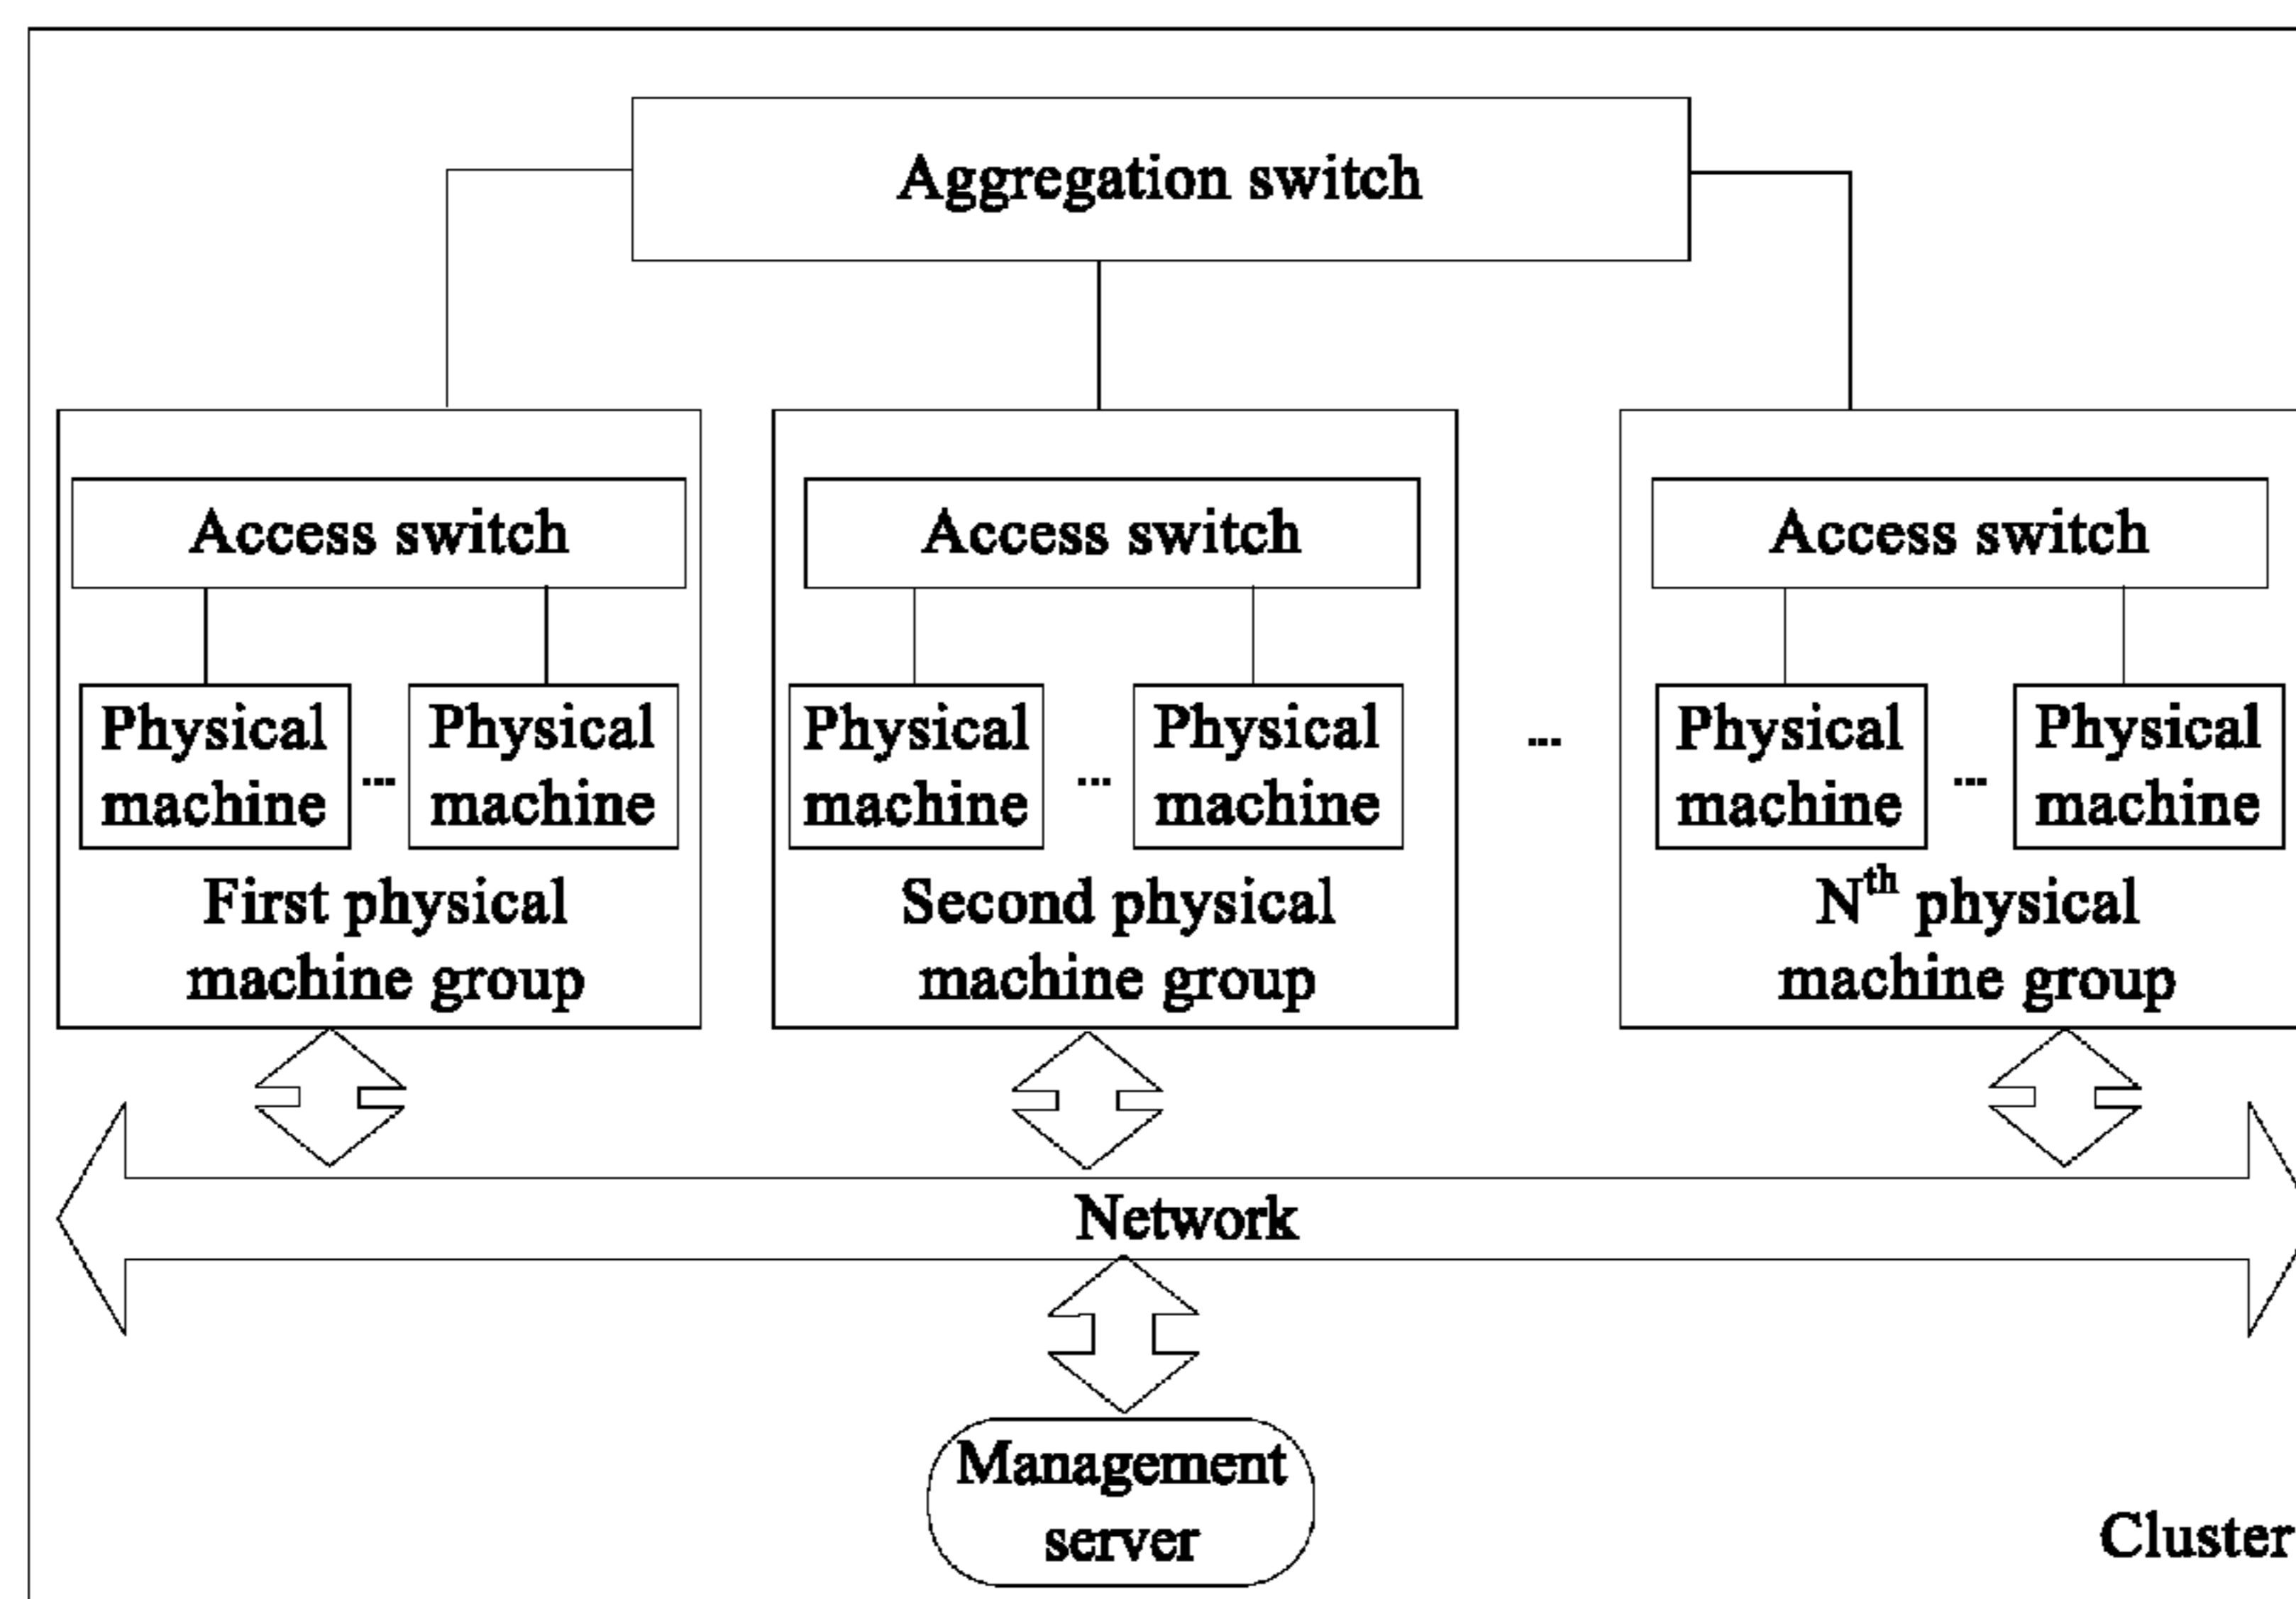 Aggregation switch
Access switch
Physical
machine
...
Physical
machine
First physical
machine group
Access switch
Physical
machine
...
Physical
machine
Second physical
machine group
...
Access switch
Physical
machine
...
Physical
machine
Nth physical
machine group
Network
Management
server
Cluster